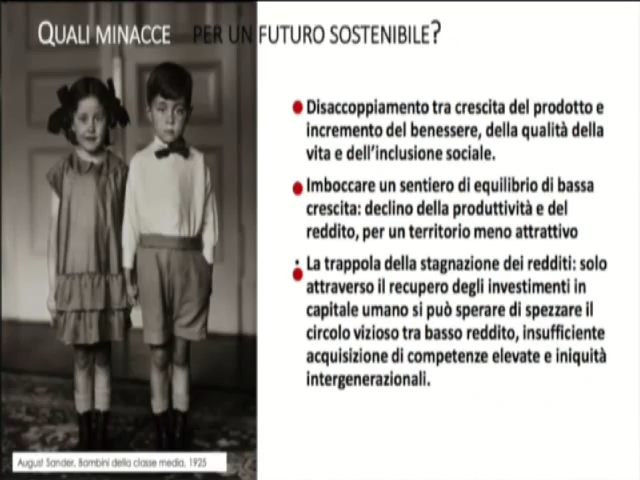 QUALI MINACCE PER UN FUTURO SOSTENIBILE?
Disaccoppiamento tra crescita del prodotto e
incremento del benessere, della qualità della
vita e dell'inclusione sociale.
Imboccare un sentiero di equilibrio di bassa
crescita: declino della produttività e del
reddito, per un territorio meno attrattivo
La trappola della stagnazione dei redditi: solo
attraverso il recupero degli investimenti in
capitale umano si può sperare di spezzare il
circolo vizioso tra basso reddito, insufficiente
acquisizione di competenze elevate e iniquità
intergenerazionali.
August Sander, Bambini della classe media, 1925